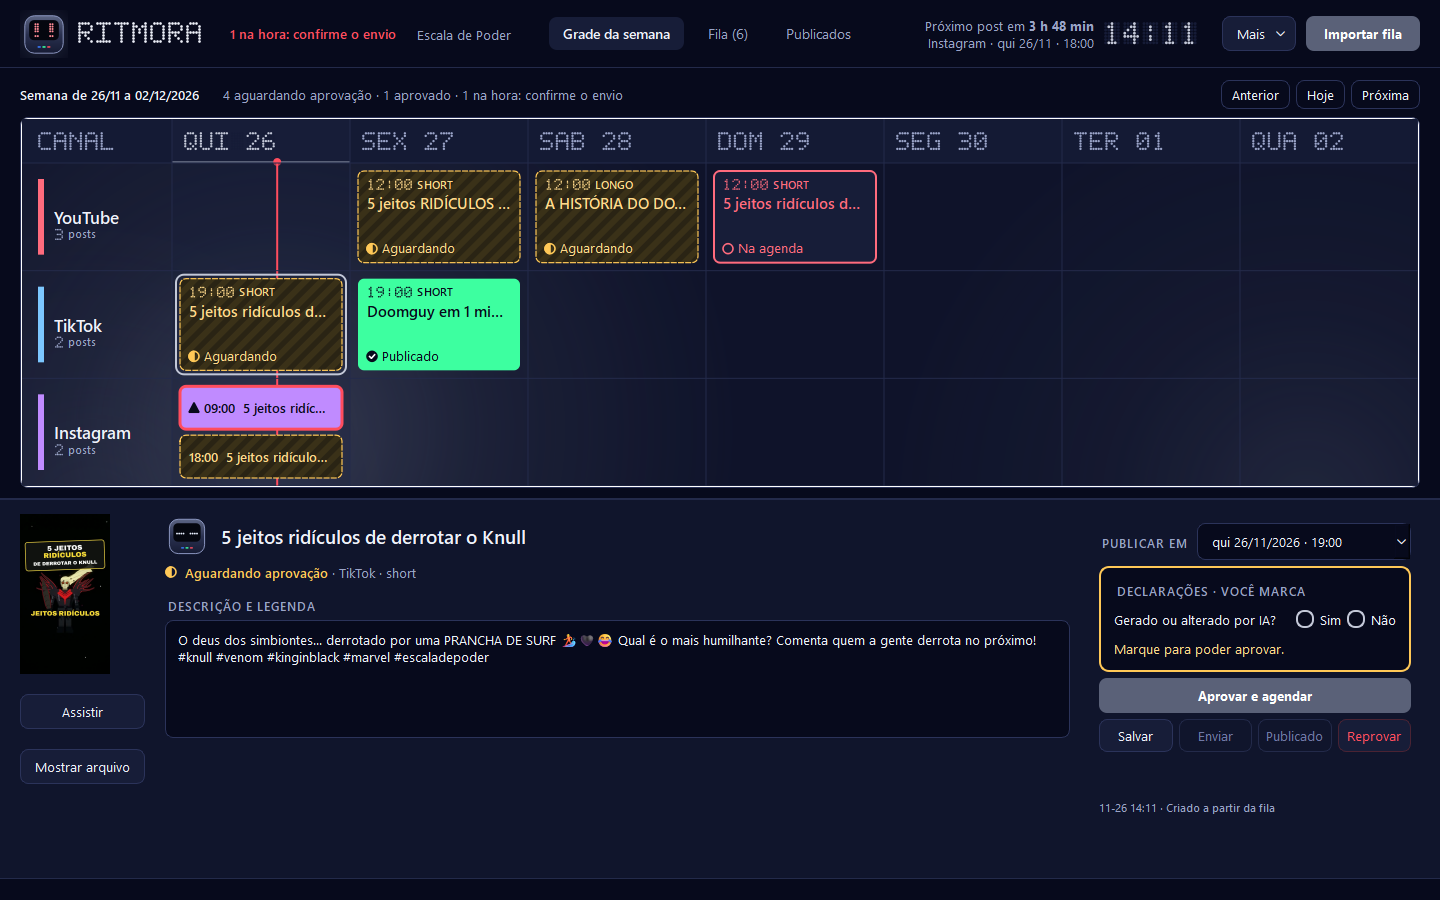 RITMORA
1 na hora: confirme o envio
Escala de Poder
Grade da semana
Fila (6)
Publicados
Próximo post em 3 h 48 min
Instagram · qui 26/11 · 18:00
14:11
Mais
Importar fila
Semana de 26/11 a 02/12/2026
4 aguardando aprovação · 1 aprovado · 1 na hora: confirme o envio
Anterior
Hoje
Próxima
CANAL
QUI 26
SEX 27
SAB 28
DOM 29
SEG 30
TER 01
QUA 02
YouTube
3 posts
12:00 SHORT
5 jeitos RIDÍCULOS ...
Aguardando
12:00 LONGO
A HISTÓRIA DO DO...
Aguardando
12:00 SHORT
5 jeitos ridículos d...
Na agenda
TikTok
2 posts
19:00 SHORT
5 jeitos ridículos d...
Aguardando
19:00 SHORT
Doomguy em 1 mi...
Publicado
Instagram
2 posts
09:00 5 jeitos ridíc...
18:00 5 jeitos ridículo...
5 JEITOS
RIDÍCULOS
DE DERROTAR O KNULL
JEITOS RIDÍCULOS
Assistir
Mostrar arquivo
5 jeitos ridículos de derrotar o Knull
Aguardando aprovação · TikTok · short
DESCRIÇÃO E LEGENDA
O deus dos simbiontes... derrotado por uma PRANCHA DE SURF 🏄🖤😂 Qual é o mais humilhante? Comenta quem a gente derrota no próximo!
#knull #venom #kinginblack #marvel #escaladepoder
PUBLICAR EM
qui 26/11/2026 · 19:00
DECLARAÇÕES · VOCÊ MARCA
Gerado ou alterado por IA?
Sim
Não
Marque para poder aprovar.
Aprovar e agendar
Salvar
Enviar
Publicado
Reprovar
11-26 14:11 · Criado a partir da fila